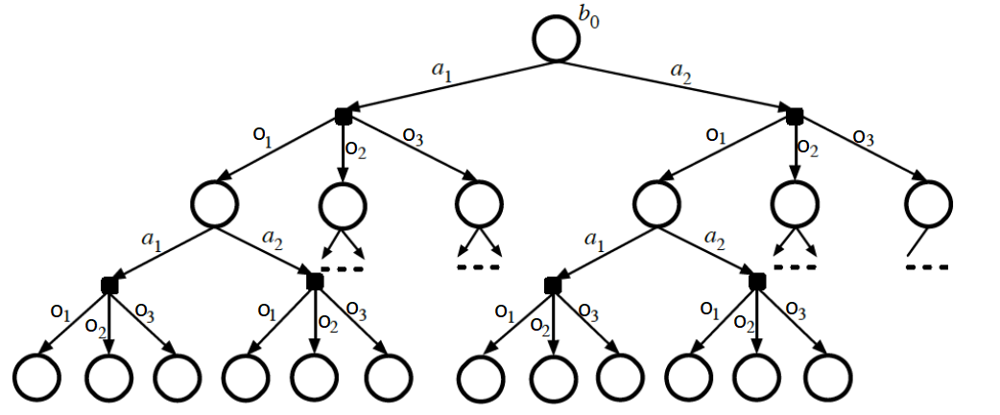 b₀
a₁ a₂
o₁ o₂ o₃ o₁ o₂ o₃
a₁ a₂ a₁ a₂
o₁ o₂ o₃ o₁ o₂ o₃ o₁ o₂ o₃ o₁ o₂ o₃